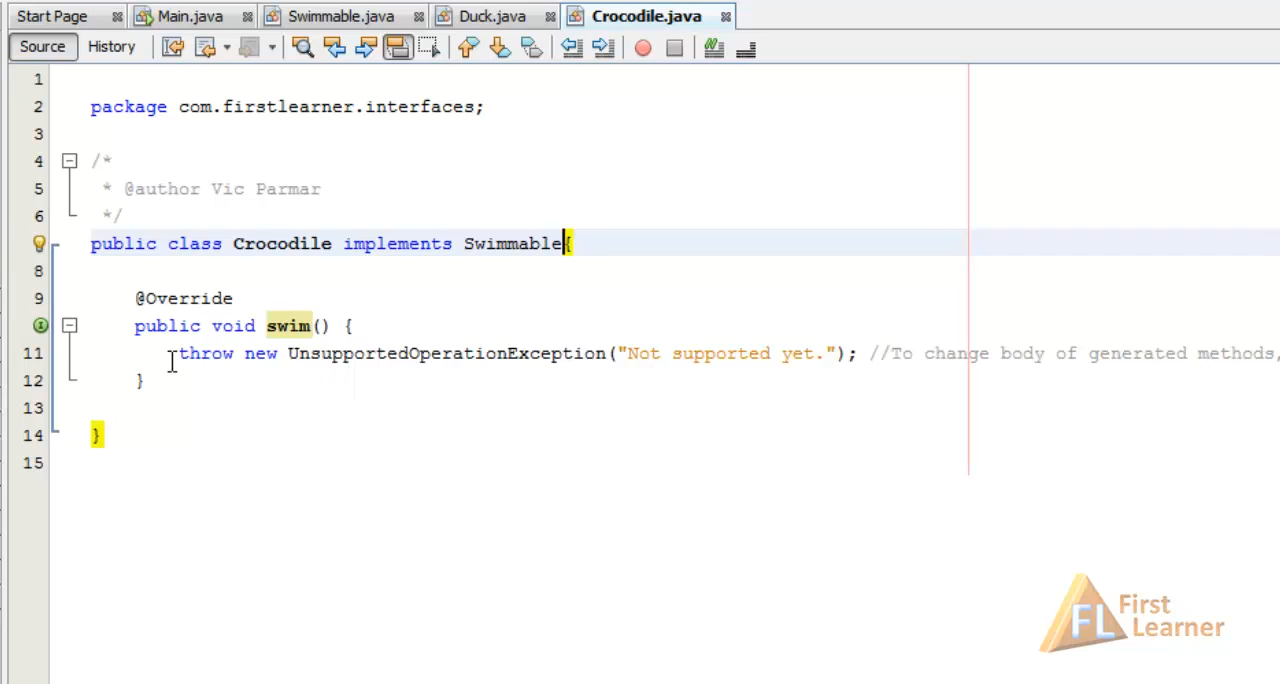 Start Page Main.java Swimmable.java Duck.java Crocodile.java
Source History
1
2 package com.firstlearner.interfaces;
3
4 /*
5 * @author Vic Parmar
6 */
public class Crocodile implements Swimmable{
8
9 @Override
public void swim() {
11 throw new UnsupportedOperationException("Not supported yet."); //To change body of generated methods,
12 }
13
14 }
15
FL First
Learner